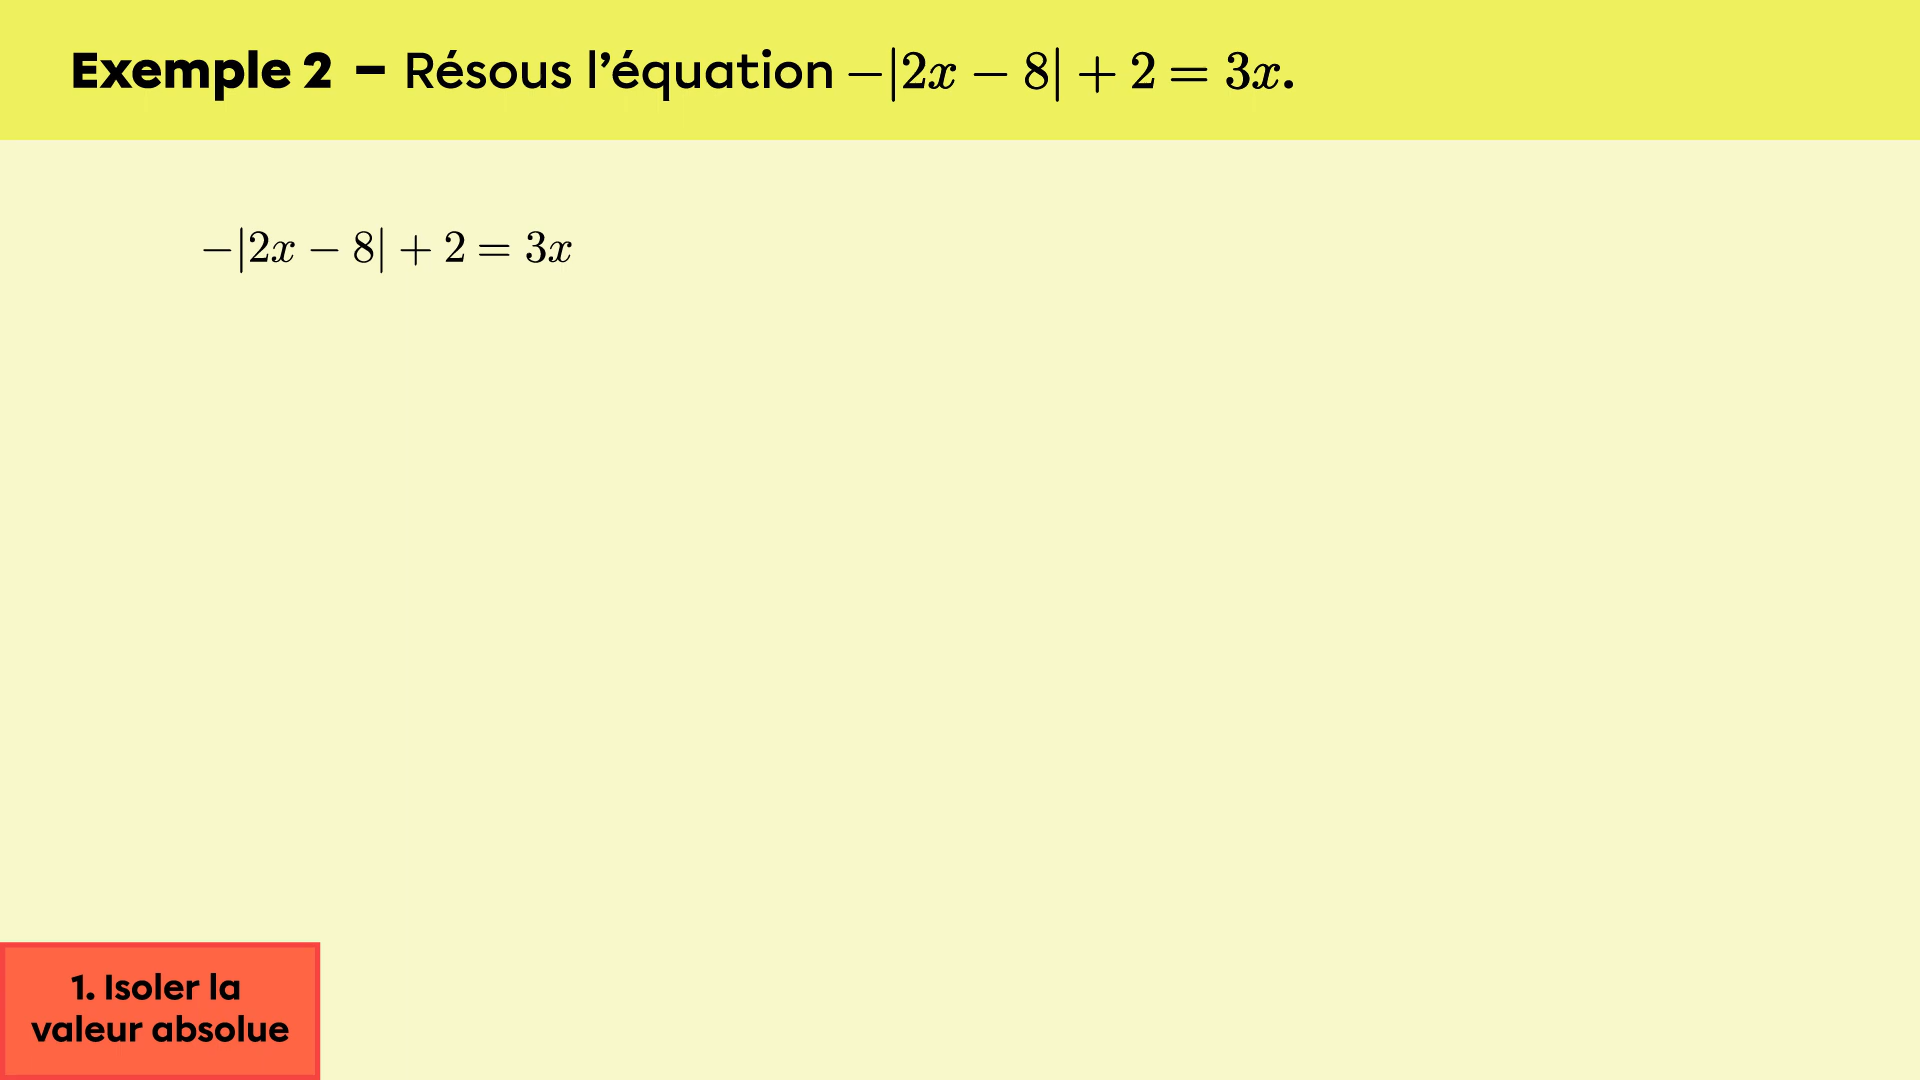 Exemple 2 – Résous l’équation −|2x − 8| + 2 = 3x.
−|2x − 8| + 2 = 3x
1. Isoler la
valeur absolue